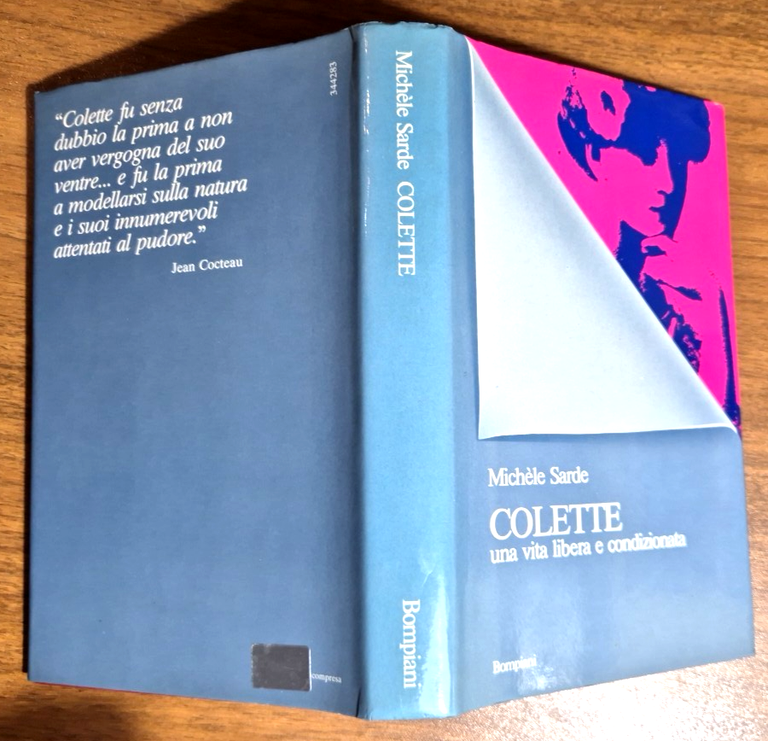 “Colette fu senza
dubbio la prima a non
aver vergogna del suo
ventre... e fu la prima
a modellarsi sulla natura
e i suoi innumerevoli
attentati al pudore.”
Jean Cocteau
344283
compresa
Michèle Sarde COLETTE
Bompiani
Michèle Sarde
COLETTE
una vita libera e condizionata
Bompiani